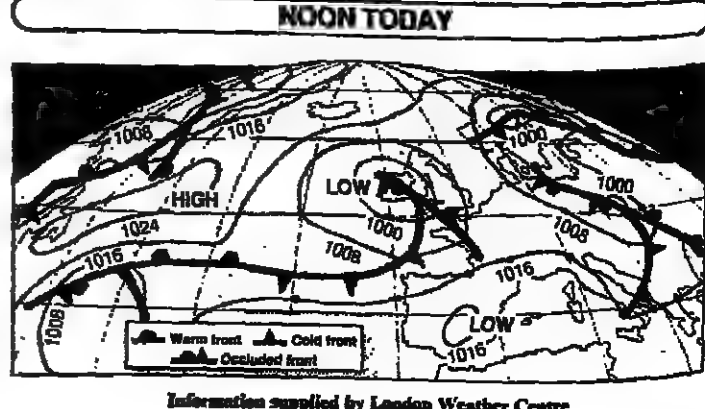 NOON TODAY
1008
1016
1000
HIGH
LOW
1000
1024
1000
1008
1008
1016
1016
1008
LOW
1016
Warm front Cold front
Occluded front
Information supplied by London Weather Centre